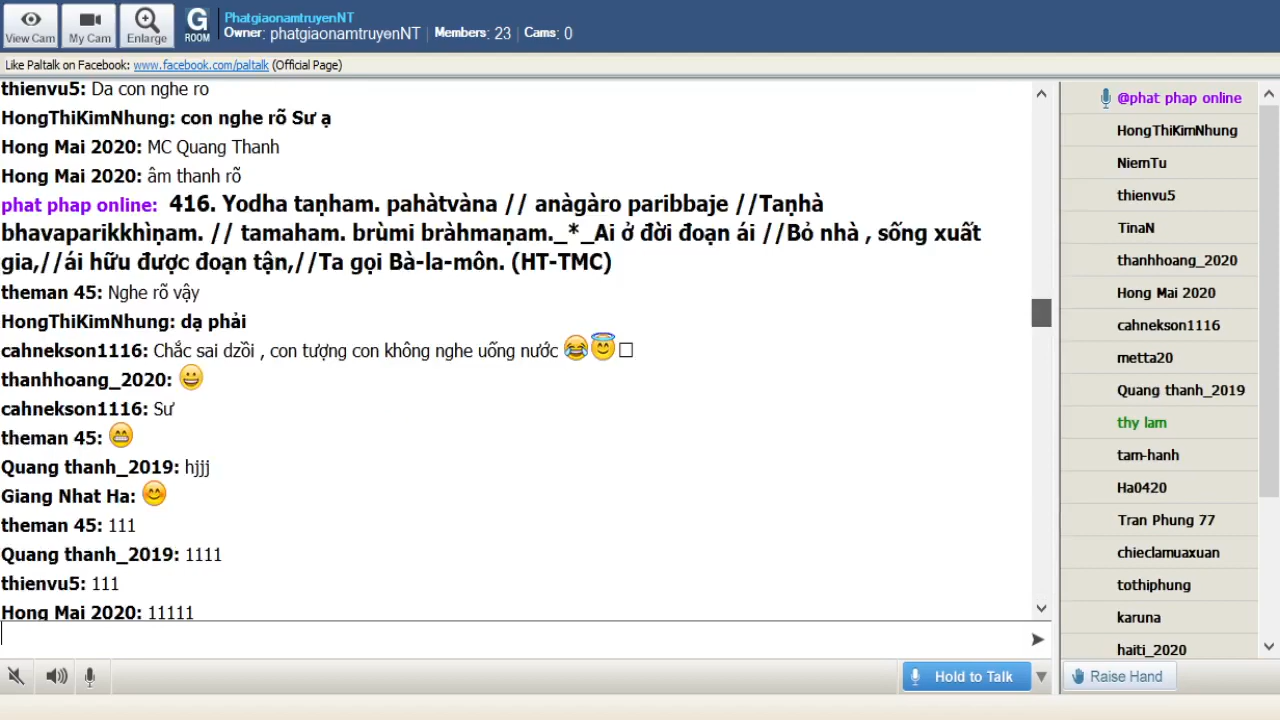 View Cam
My Cam
Enlarge
G
ROOM
PhatgiaonamtruyenNT
Owner: phatgiaonamtruyenNT | Members: 23 | Cams: 0
Like Paltalk on Facebook: www.facebook.com/paltalk (Official Page)
thienvu5: Da con nghe ro
HongThiKimNhung: con nghe rõ Sư ạ
Hong Mai 2020: MC Quang Thanh
Hong Mai 2020: âm thanh rõ
phat phap online: 416. Yodha taṇham. pahàtvàna // anàgàro paribbaje //Taṇhà
bhavaparikkhìṇam. // tamaham. brùmi bràhmaṇam._*_Ai ở đời đoạn ái //Bỏ nhà , sống xuất
gia,//ái hữu được đoạn tận,//Ta gọi Bà-la-môn. (HT-TMC)
theman 45: Nghe rõ vậy
HongThiKimNhung: dạ phải
cahnekson1116: Chắc sai dzồi , con tượng con không nghe uống nước 😂😇□
thanhhoang_2020: 😀
cahnekson1116: Sư
theman 45: 😁
Quang thanh_2019: hjjj
Giang Nhat Ha: 😊
theman 45: 111
Quang thanh_2019: 1111
thienvu5: 111
Hong Mai 2020: 11111
@phat phap online
HongThiKimNhung
NiemTu
thienvu5
TinaN
thanhhoang_2020
Hong Mai 2020
cahnekson1116
metta20
Quang thanh_2019
thy lam
tam-hanh
Ha0420
Tran Phung 77
chieclamuaxuan
tothiphung
karuna
haiti_2020
Hold to Talk
Raise Hand